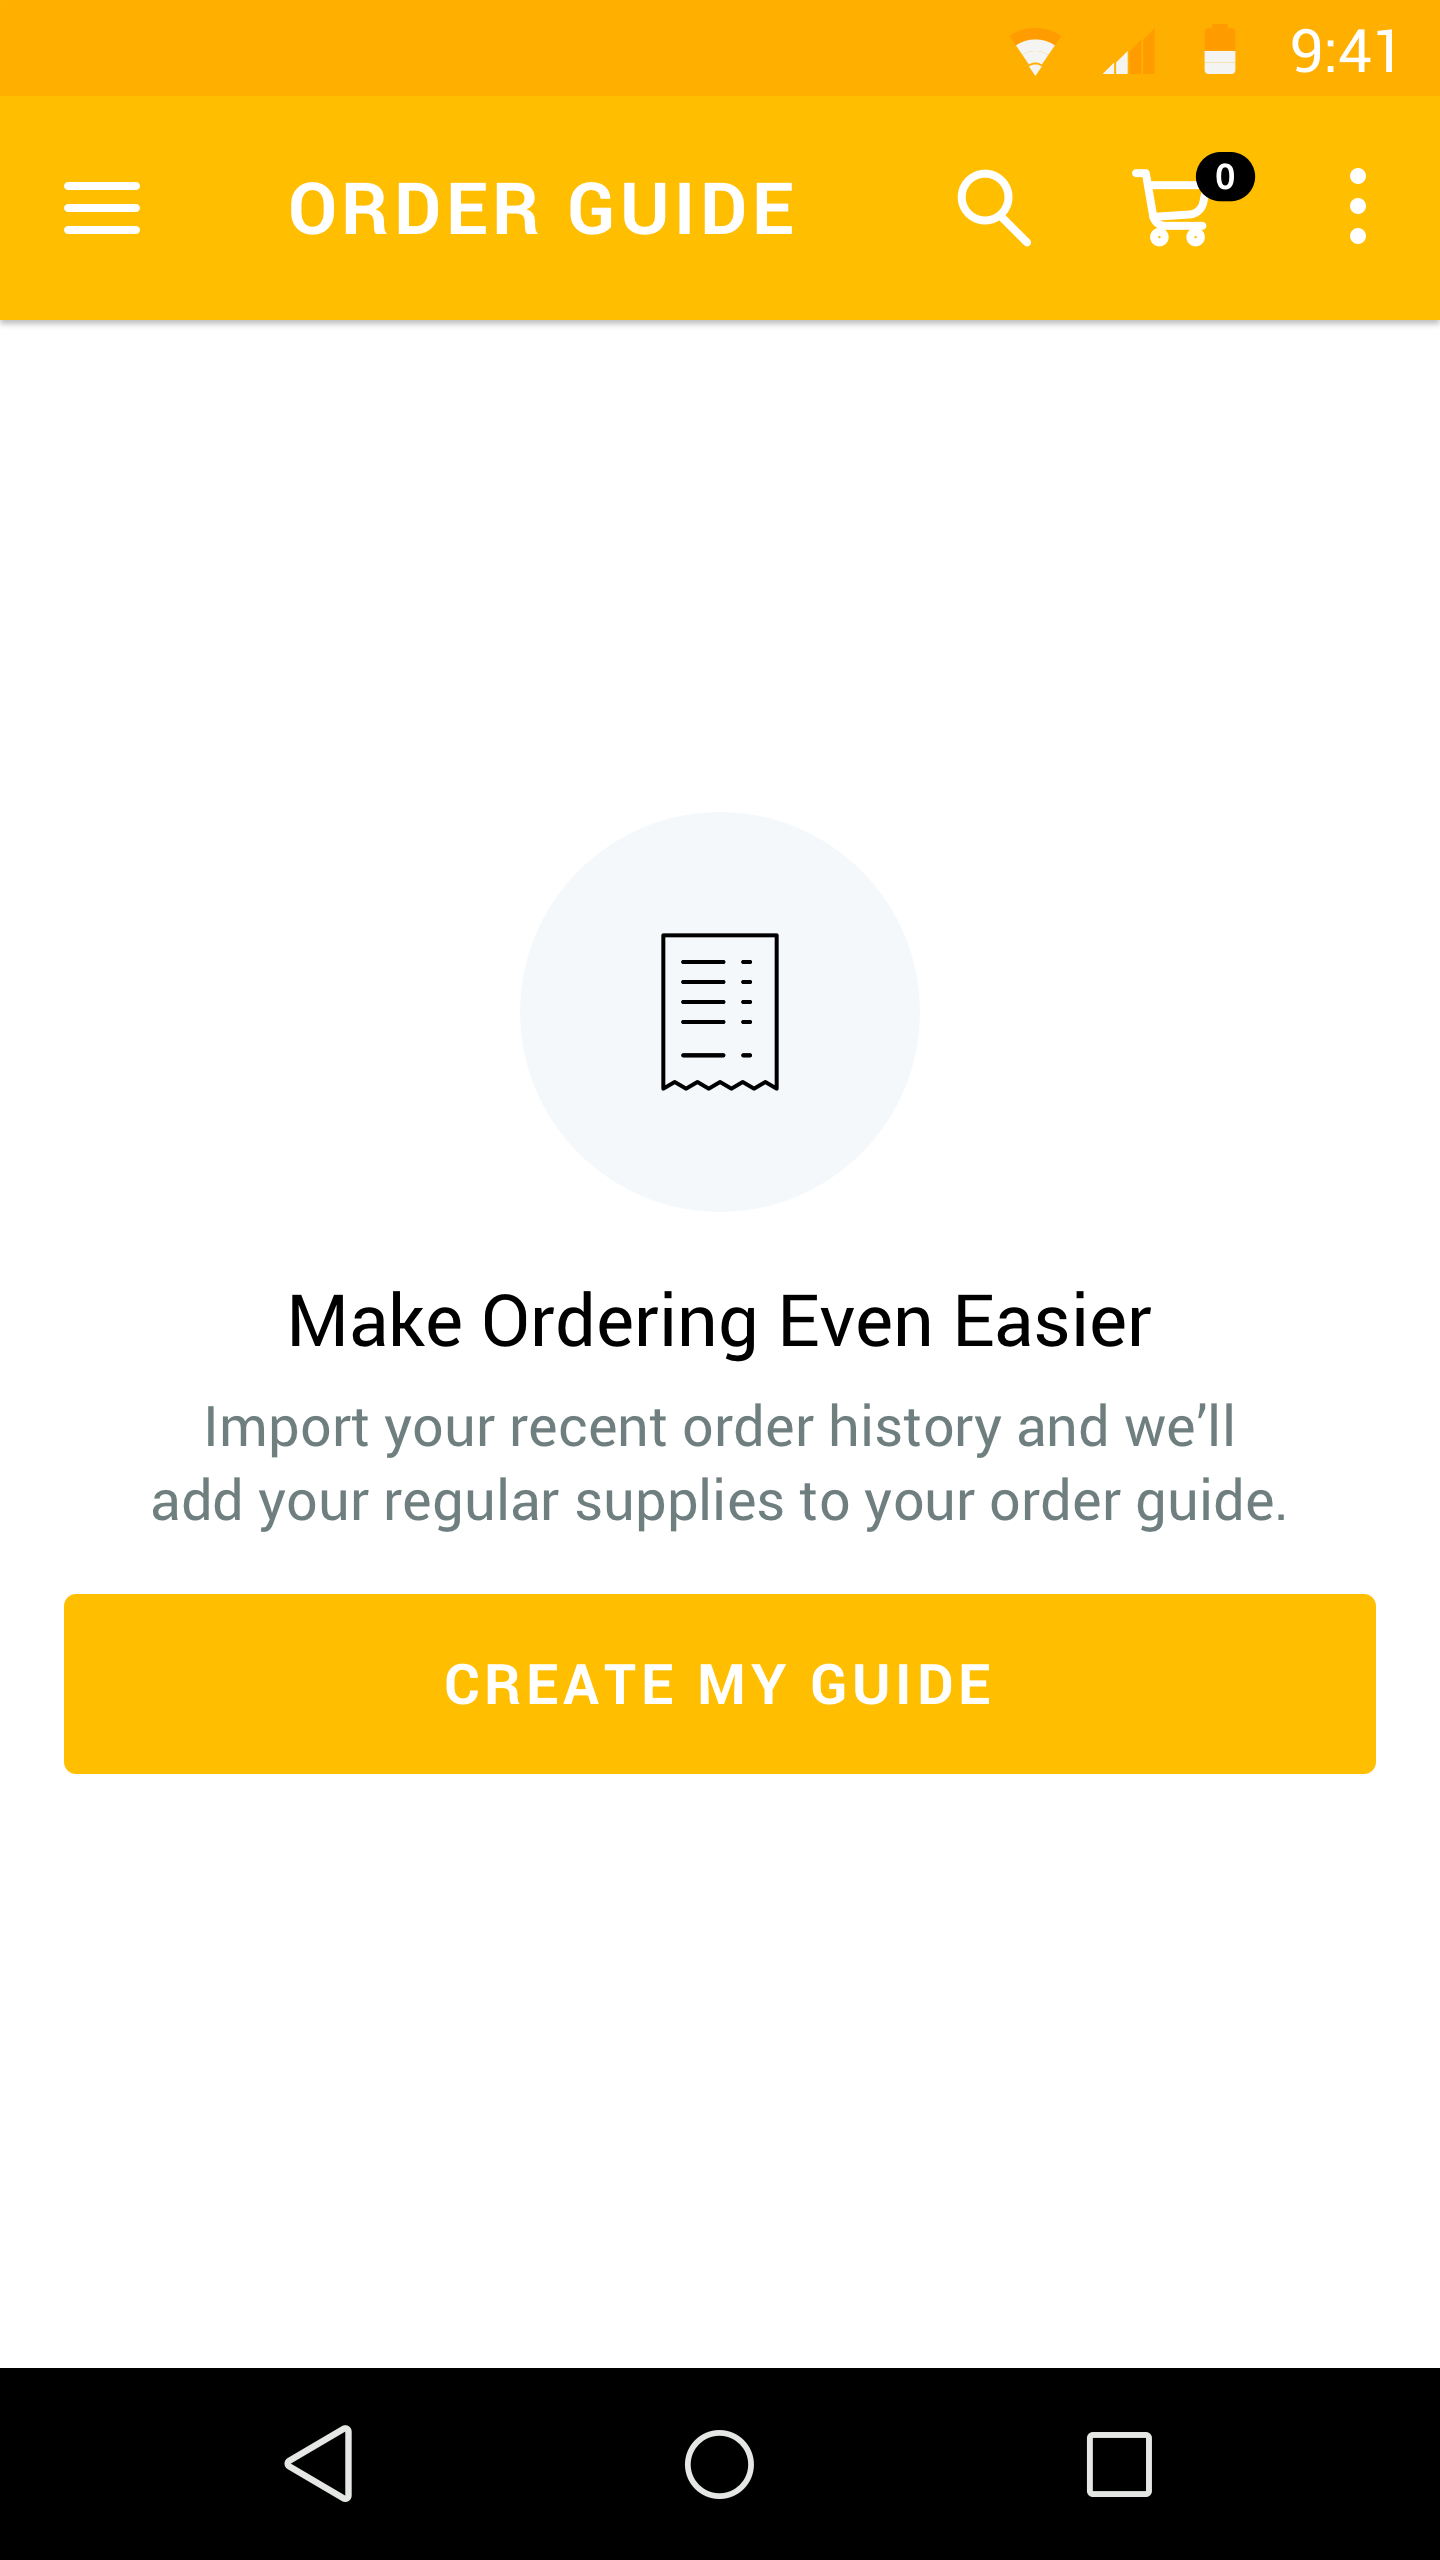 9:41
ORDER GUIDE
0
Make Ordering Even Easier
Import your recent order history and we’ll
add your regular supplies to your order guide.
CREATE MY GUIDE